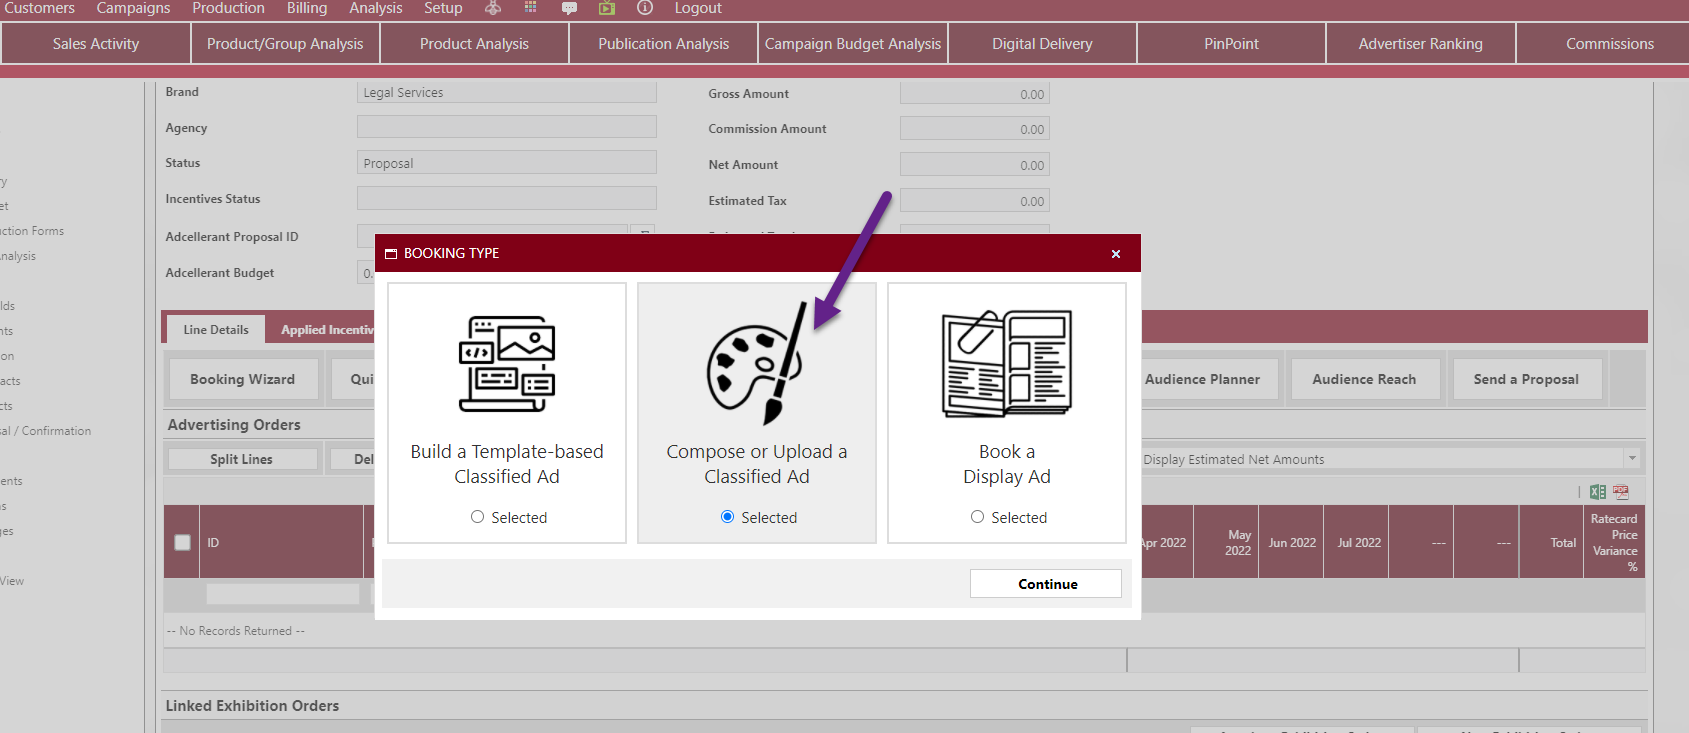 Customers Campaigns Production Billing Analysis Setup Logout
Sales Activity Product/Group Analysis Product Analysis Publication Analysis Campaign Budget Analysis Digital Delivery PinPoint Advertiser Ranking Commissions
Brand Legal Services Gross Amount 0.00
Agency Commission Amount 0.00
Status Proposal Net Amount 0.00
Incentives Status Estimated Tax 0.00
Adcellerant Proposal ID
Adcellerant Budget 0.
ry
et
uction Forms
Analysis
lds
nts
on
acts
cts
sal / Confirmation
ents
s
ges
View
BOOKING TYPE
Build a Template-based
Classified Ad
Selected
Compose or Upload a
Classified Ad
Selected
Book a
Display Ad
Selected
Continue
Line Details Applied Incentiv
Booking Wizard Qui Audience Planner Audience Reach Send a Proposal
Advertising Orders
Split Lines Del Display Estimated Net Amounts
ID Apr 2022 May 2022 Jun 2022 Jul 2022 --- --- Total Ratecard Price Variance %
-- No Records Returned --
Linked Exhibition Orders